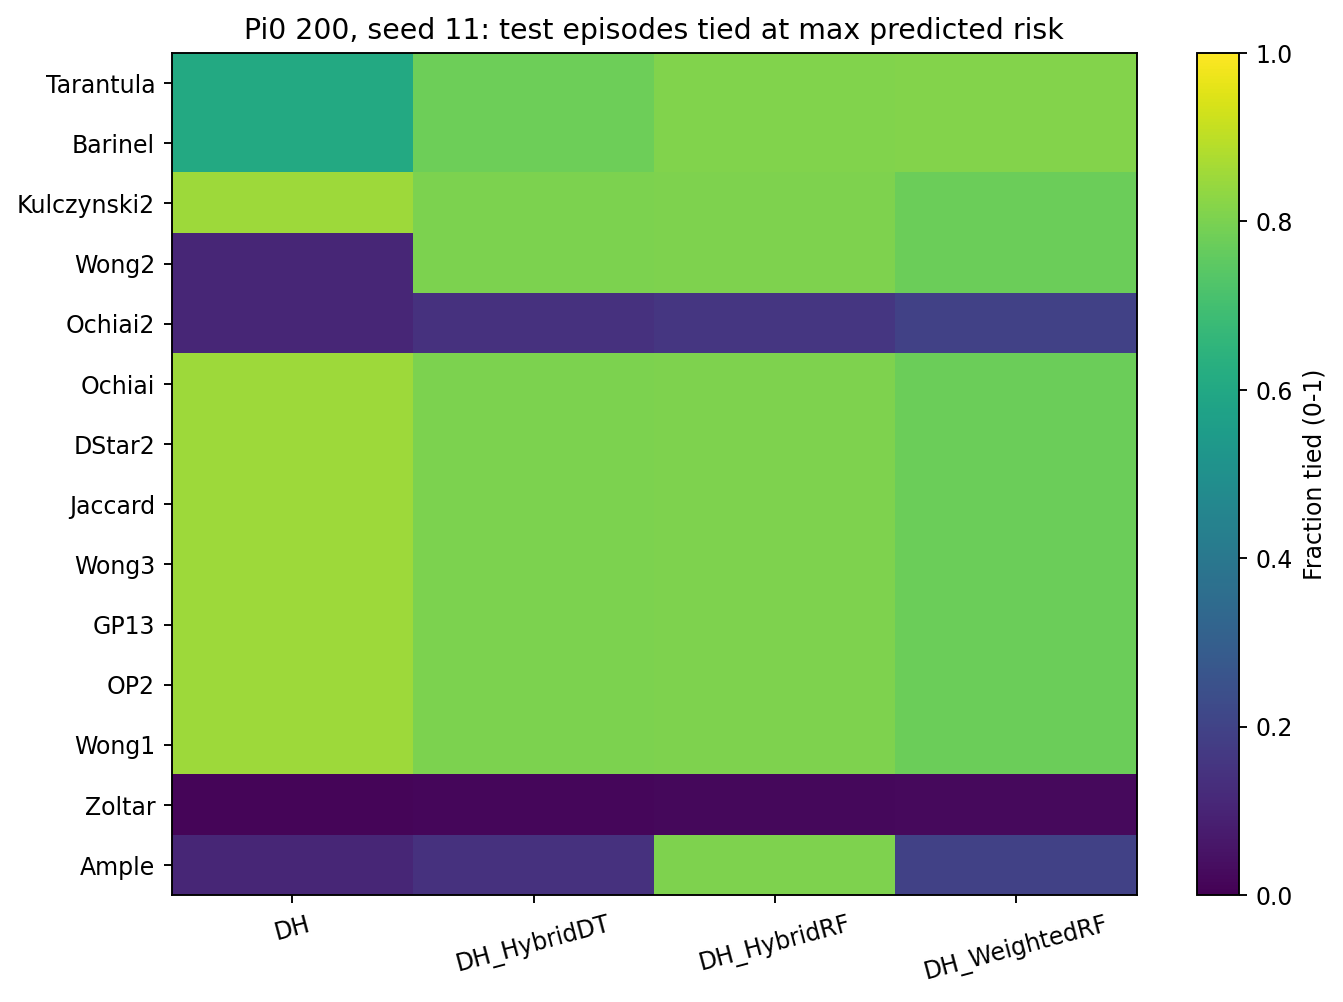 Pi0 200, seed 11: test episodes tied at max predicted risk
Tarantula
Barinel
Kulczynski2
Wong2
Ochiai2
Ochiai
DStar2
Jaccard
Wong3
GP13
OP2
Wong1
Zoltar
Ample
DH
DH_HybridDT
DH_HybridRF
DH_WeightedRF
1.0
0.8
0.6
0.4
0.2
0.0
Fraction tied (0-1)